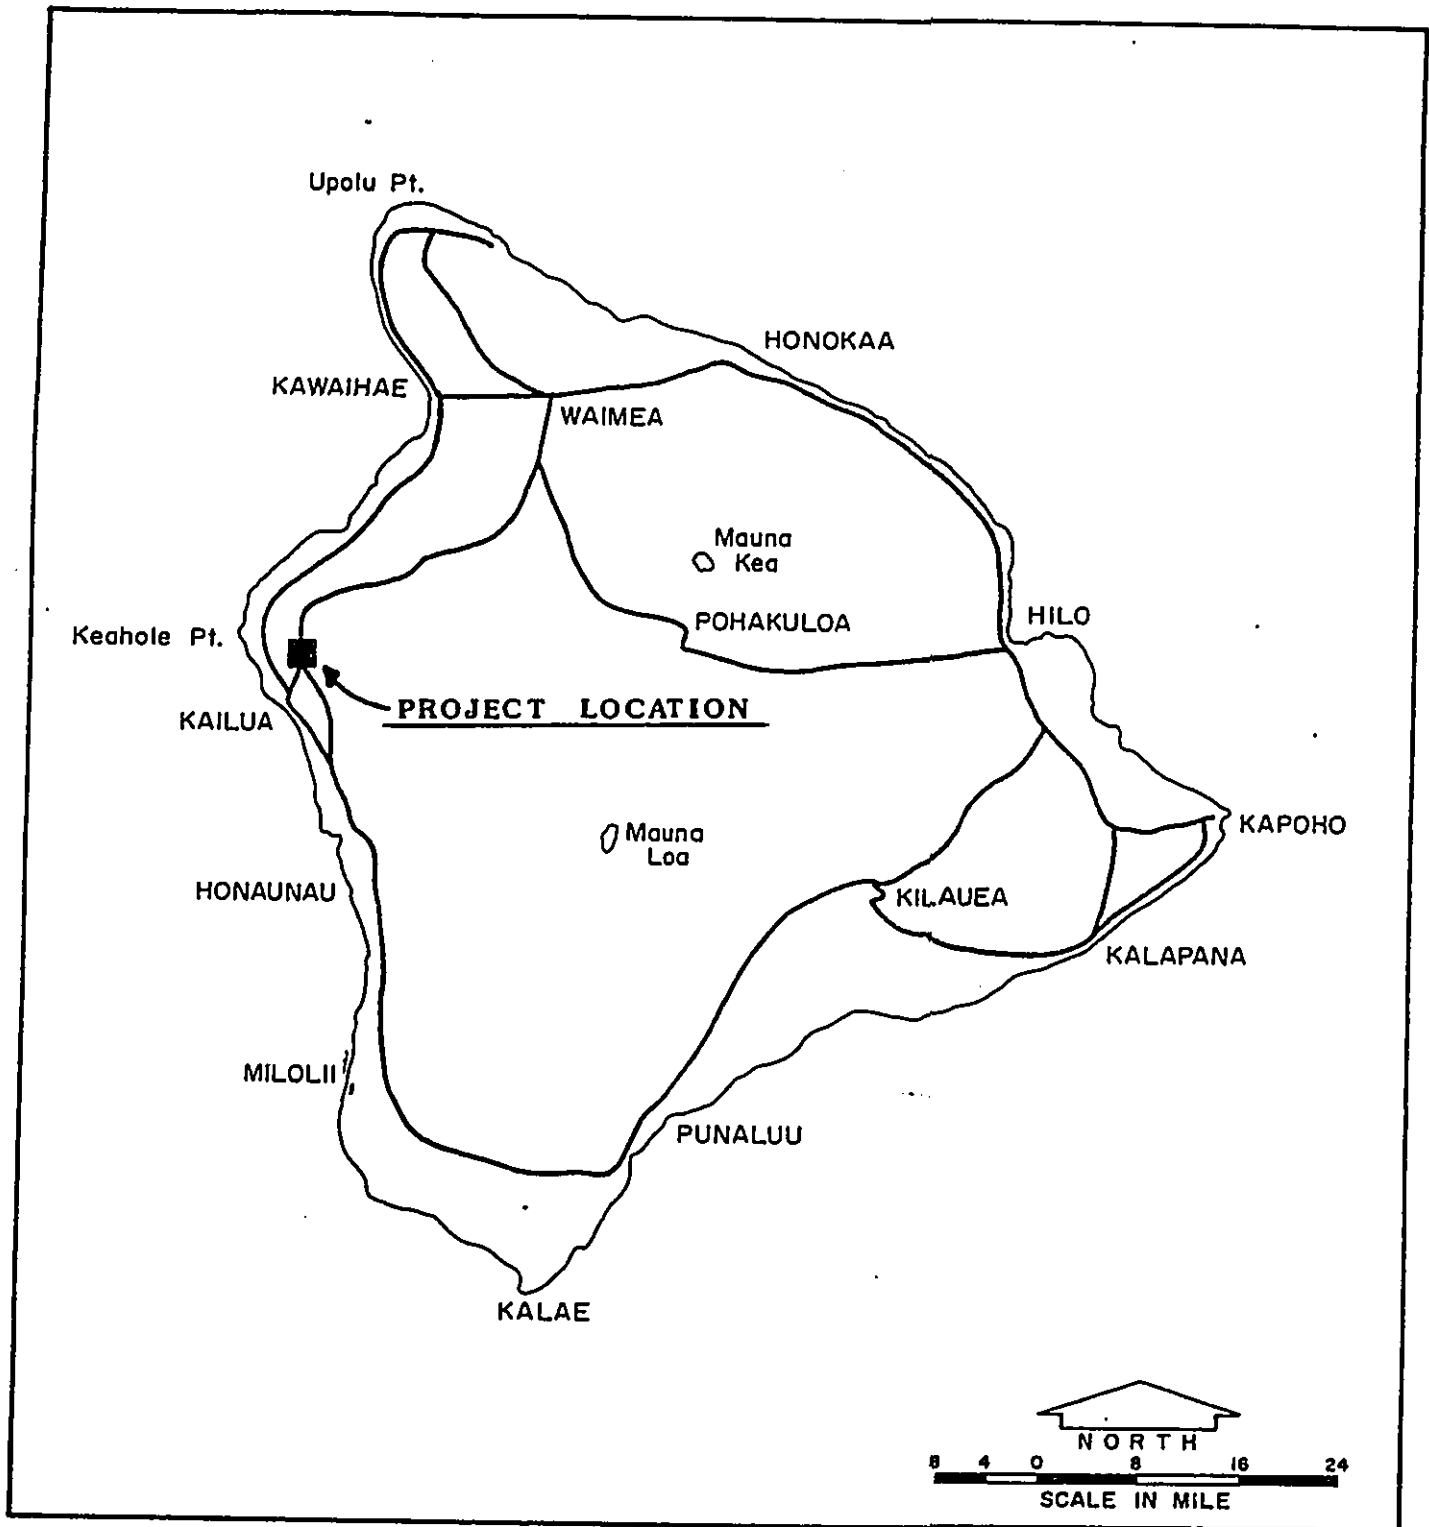 Upolu Pt.
HONOKAA
KAWAIHAE
WAIMEA
Mauna
Kea
HILO
POHAKULOA
Keahole Pt.
PROJECT LOCATION
KAILUA
KAPOHO
Mauna
Loa
HONAUNAU
KILAUEA
KALAPANA
MILOLII
PUNALUU
KALAE
NORTH
8 4 0 8 16 24
SCALE IN MILE